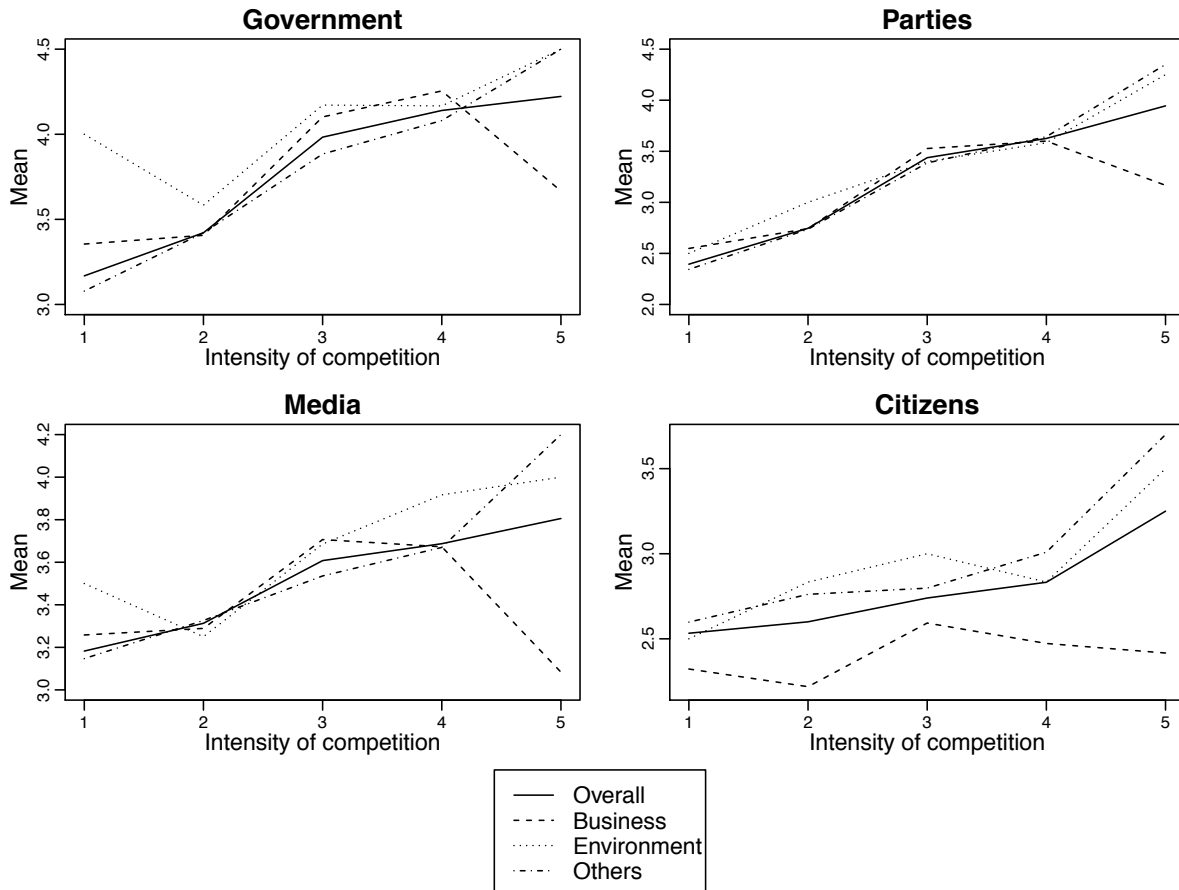 Government
Mean
3.0 3.5 4.0 4.5
1 2 3 4 5
Intensity of competition
Parties
Mean
2.0 2.5 3.0 3.5 4.0 4.5
1 2 3 4 5
Intensity of competition
Media
Mean
3.0 3.2 3.4 3.6 3.8 4.0 4.2
1 2 3 4 5
Intensity of competition
Citizens
Mean
2.5 3.0 3.5
1 2 3 4 5
Intensity of competition
Overall
Business
Environment
Others